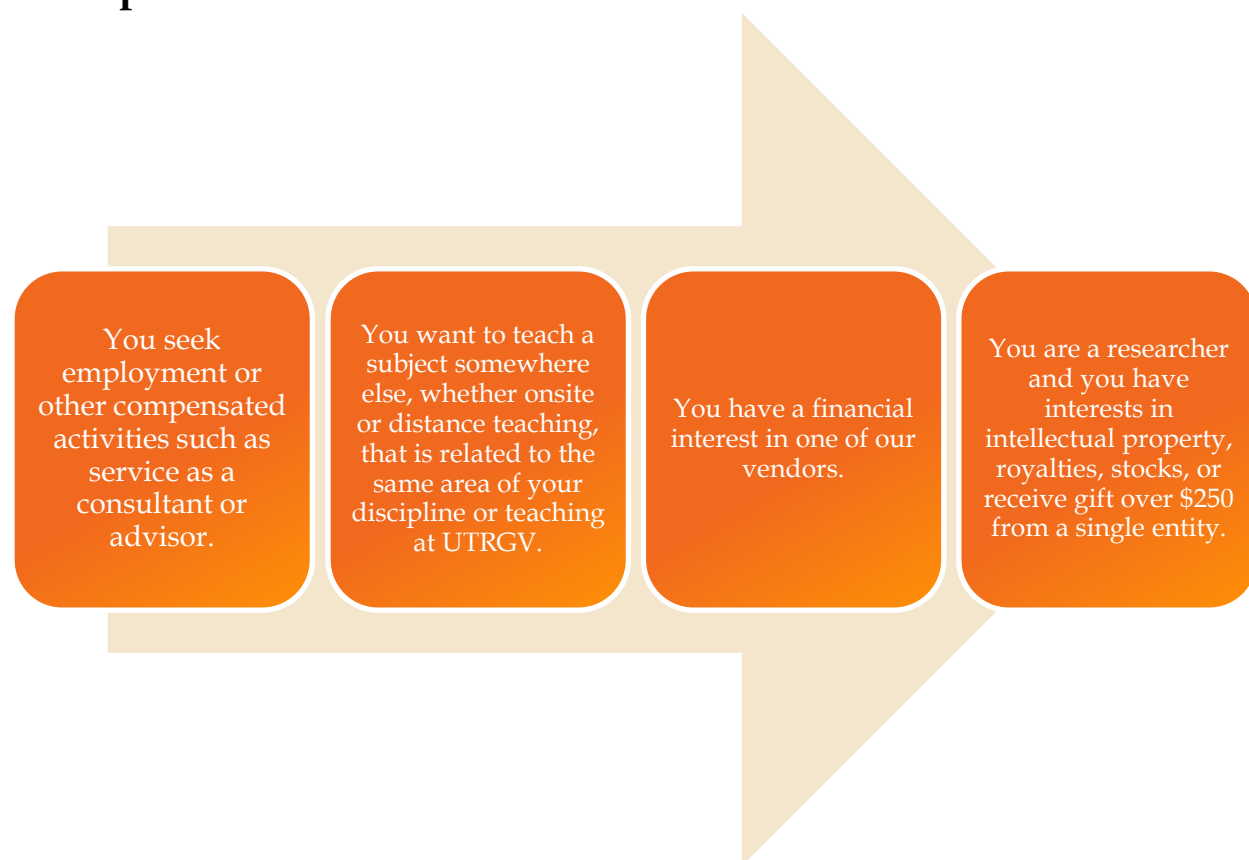 You seek
employment or
other compensated
activities such as
service as a
consultant or
advisor.
You want to teach a
subject somewhere
else, whether onsite
or distance teaching,
that is related to the
same area of your
discipline or teaching
at UTRGV.
You have a financial
interest in one of our
vendors.
You are a researcher
and you have
interests in
intellectual property,
royalties, stocks, or
receive gift over $250
from a single entity.